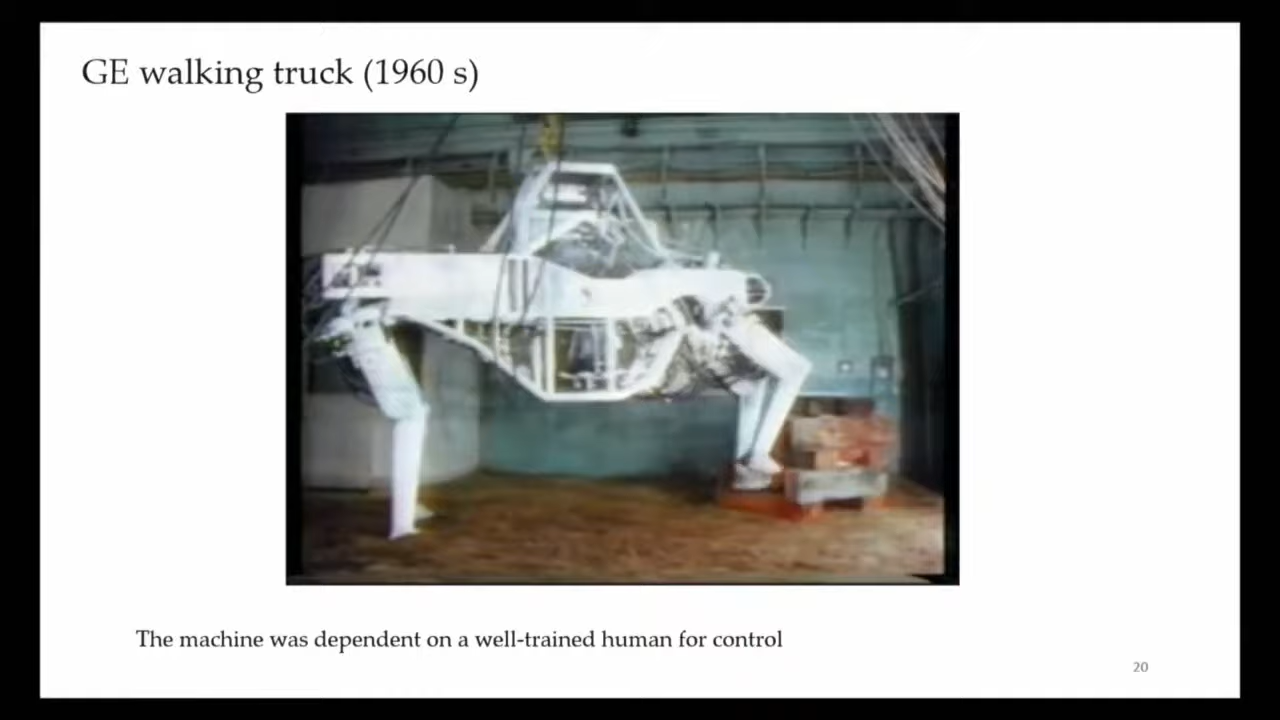 GE walking truck (1960 s)
The machine was dependent on a well-trained human for control
20